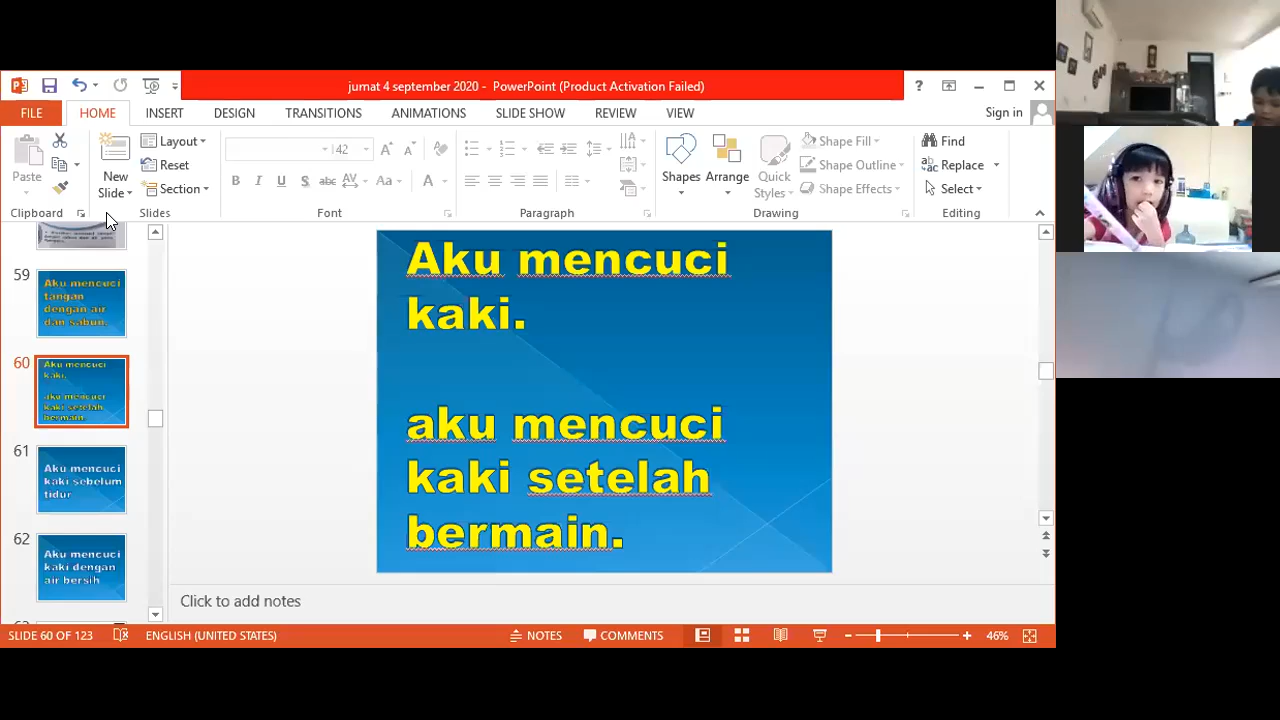 jumat 4 september 2020 - PowerPoint (Product Activation Failed)
FILE HOME INSERT DESIGN TRANSITIONS ANIMATIONS SLIDE SHOW REVIEW VIEW Sign in
Paste
New Slide
Layout
Reset
Section
42
Shapes
Arrange
Quick Styles
Shape Fill
Shape Outline
Shape Effects
Find
Replace
Select
Clipboard Slides Font Paragraph Drawing Editing
59
Aku mencuci
tangan
dengan air
dan sabun.
60
Aku mencuci
kaki.
aku mencuci
kaki setelah
bermain.
61
Aku mencuci
kaki sebelum
tidur
62
Aku mencuci
kaki dengan
air bersih
Aku mencuci
kaki.
aku mencuci
kaki setelah
bermain.
Click to add notes
SLIDE 60 OF 123 ENGLISH (UNITED STATES) NOTES COMMENTS 46%